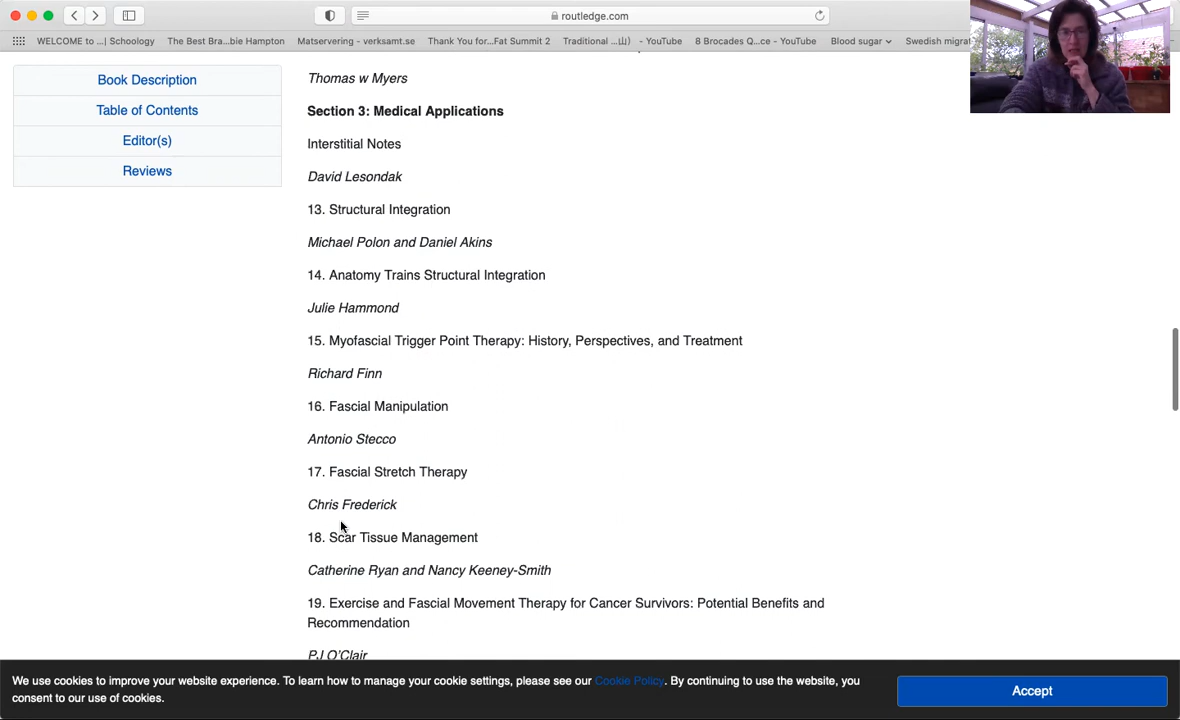 routledge.com
WELCOME to ...| Schoology
The Best Bra...bie Hampton
Matservering - verksamt.se
Thank You for...Fat Summit 2
Traditional ...山) - YouTube
8 Brocades Q...ce - YouTube
Blood sugar
Swedish migrat
Book Description
Table of Contents
Editor(s)
Reviews
Thomas w Myers
Section 3: Medical Applications
Interstitial Notes
David Lesondak
13. Structural Integration
Michael Polon and Daniel Akins
14. Anatomy Trains Structural Integration
Julie Hammond
15. Myofascial Trigger Point Therapy: History, Perspectives, and Treatment
Richard Finn
16. Fascial Manipulation
Antonio Stecco
17. Fascial Stretch Therapy
Chris Frederick
18. Scar Tissue Management
Catherine Ryan and Nancy Keeney-Smith
19. Exercise and Fascial Movement Therapy for Cancer Survivors: Potential Benefits and
Recommendation
PJ O'Clair
We use cookies to improve your website experience. To learn how to manage your cookie settings, please see our Cookie Policy. By continuing to use the website, you
consent to our use of cookies.
Accept